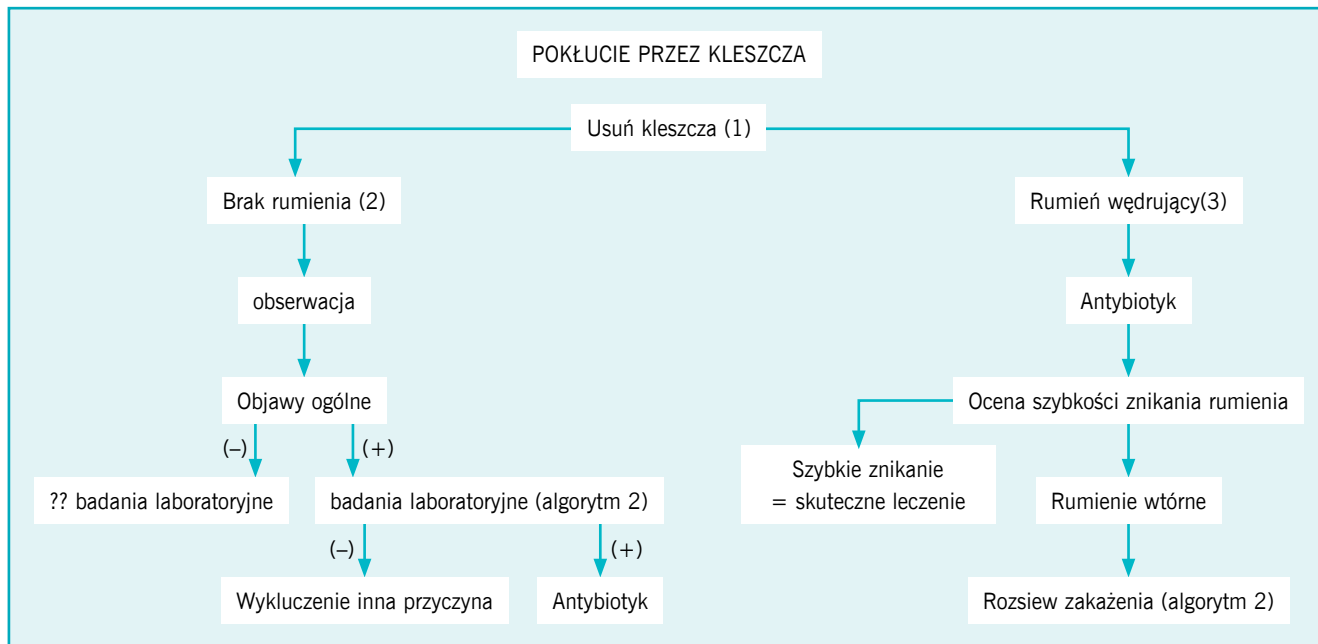 POKŁUCIE PRZEZ KLESZCZA
Usuń kleszcza (1)
Brak rumienia (2)
Rumień wędrujący(3)
obserwacja
Antybiotyk
Objawy ogólne
Ocena szybkości znikania rumienia
(–)
(+)
?? badania laboratoryjne
badania laboratoryjne (algorytm 2)
Szybkie znikanie
= skuteczne leczenie
Rumienie wtórne
(–)
(+)
Wykluczenie inna przyczyna
Antybiotyk
Rozsiew zakażenia (algorytm 2)